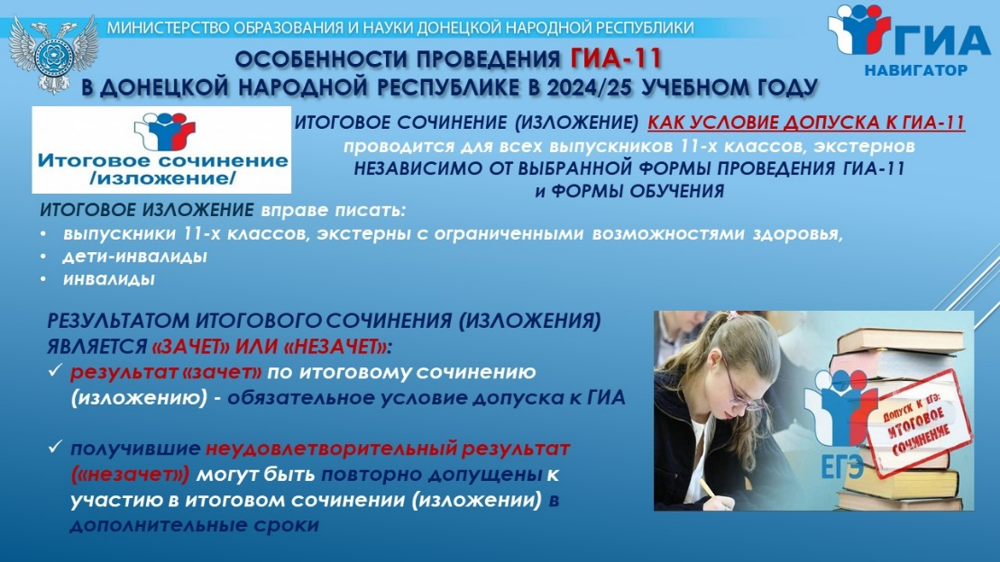 МИНИСТЕРСТВО ОБРАЗОВАНИЯ И НАУКИ ДОНЕЦКОЙ НАРОДНОЙ РЕСПУБЛИКИ
ГИА
НАВИГАТОР
ОСОБЕННОСТИ ПРОВЕДЕНИЯ ГИА-11
В ДОНЕЦКОЙ НАРОДНОЙ РЕСПУБЛИКЕ В 2024/25 УЧЕБНОМ ГОДУ
Итоговое сочинение
/изложение/
ИТОГОВОЕ СОЧИНЕНИЕ (ИЗЛОЖЕНИЕ) КАК УСЛОВИЕ ДОПУСКА К ГИА-11
проводится для всех выпускников 11-х классов, экстернов
НЕЗАВИСИМО ОТ ВЫБРАННОЙ ФОРМЫ ПРОВЕДЕНИЯ ГИА-11
и ФОРМЫ ОБУЧЕНИЯ
ИТОГОВОЕ ИЗЛОЖЕНИЕ вправе писать:
• выпускники 11-х классов, экстерны с ограниченными возможностями здоровья,
• дети-инвалиды
• инвалиды
РЕЗУЛЬТАТОМ ИТОГОВОГО СОЧИНЕНИЯ (ИЗЛОЖЕНИЯ)
ЯВЛЯЕТСЯ «ЗАЧЕТ» ИЛИ «НЕЗАЧЕТ»:
✓ результат «зачет» по итоговому сочинению
(изложению) - обязательное условие допуска к ГИА
✓ получившие неудовлетворительный результат
(«незачет») могут быть повторно допущены к
участию в итоговом сочинении (изложении) в
дополнительные сроки
ДОПУСК К ЕГЭ:
ИТОГОВОЕ
СОЧИНЕНИЕ
ЕГЭ